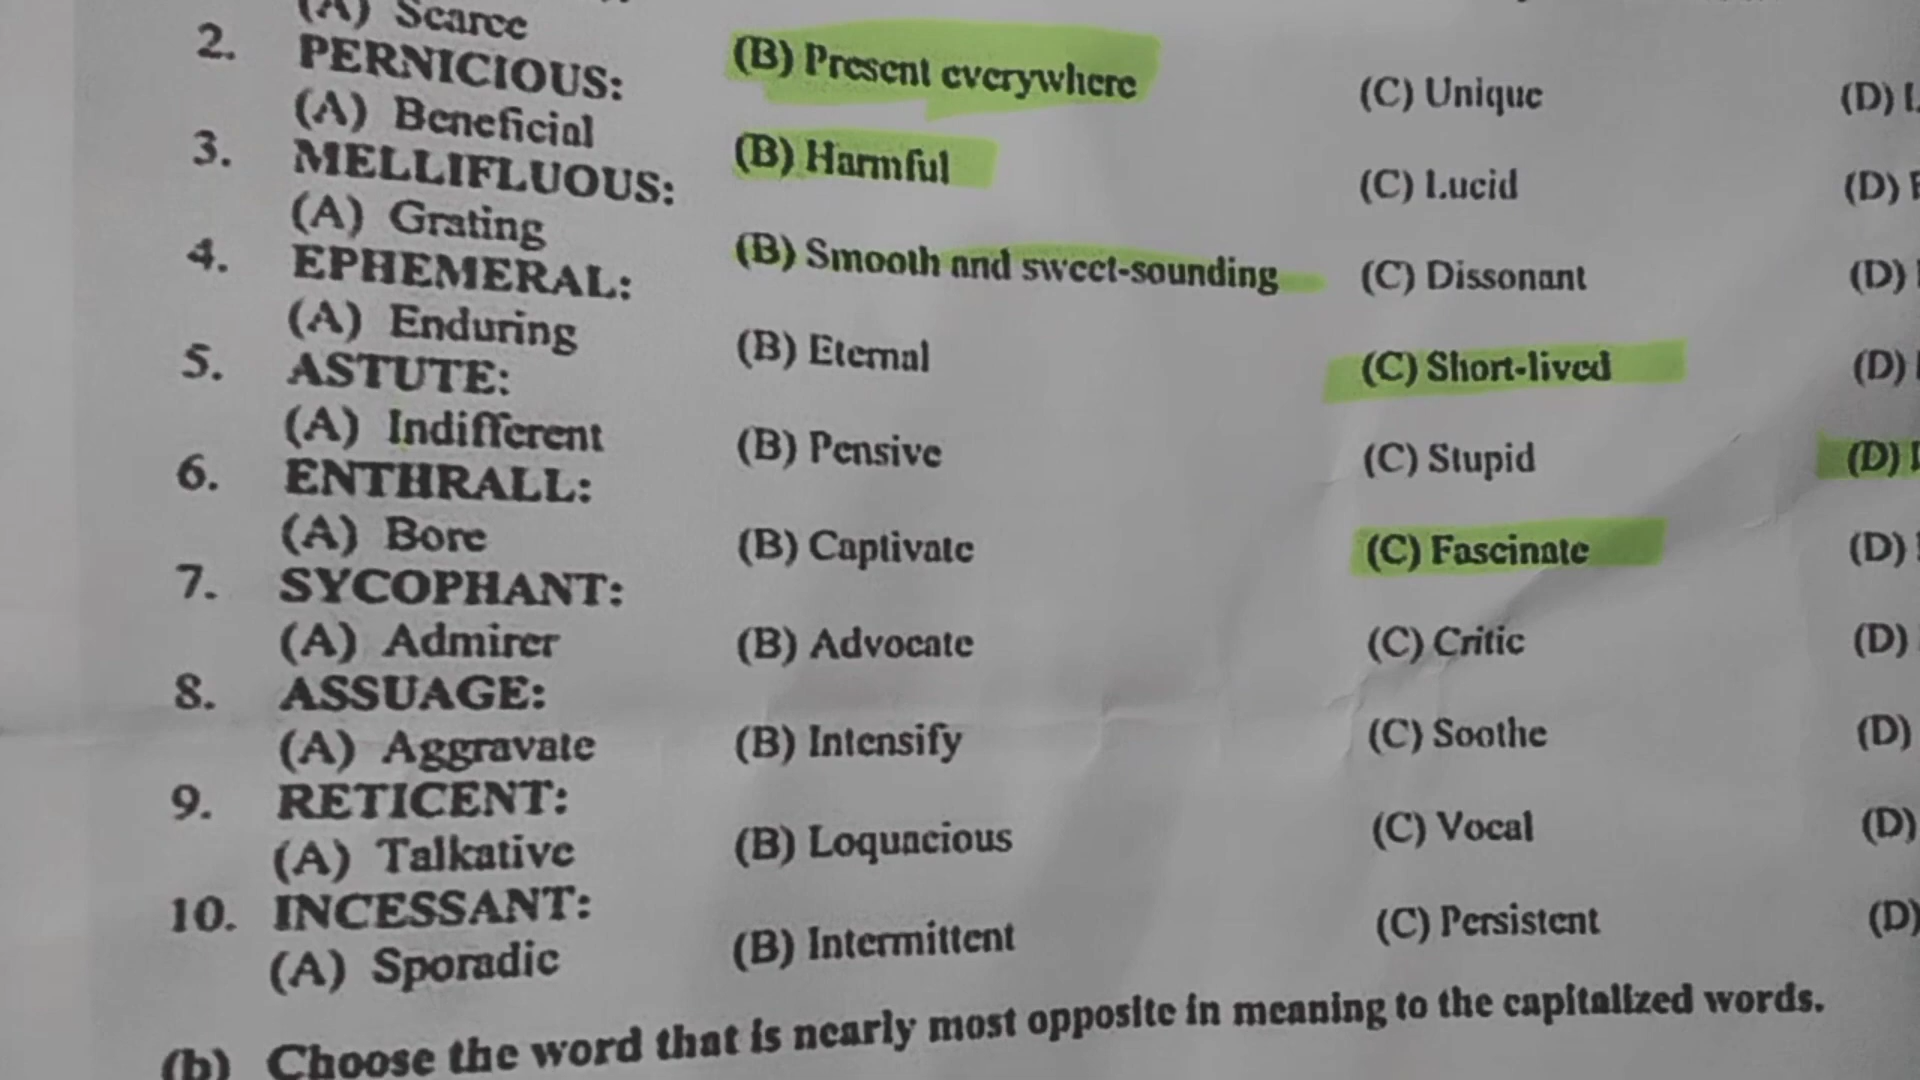 (A) Scarce (B) Present everywhere (C) Unique (D)
2. PERNICIOUS:
(A) Beneficial (B) Harmful (C) Lucid (D)
3. MELLIFLUOUS:
(A) Grating (B) Smooth and sweet-sounding (C) Dissonant (D)
4. EPHEMERAL:
(A) Enduring (B) Eternal (C) Short-lived (D)
5. ASTUTE:
(A) Indifferent (B) Pensive (C) Stupid (D)
6. ENTHRALL:
(A) Bore (B) Captivate (C) Fascinate (D)
7. SYCOPHANT:
(A) Admirer (B) Advocate (C) Critic (D)
8. ASSUAGE:
(A) Aggravate (B) Intensify (C) Soothe (D)
9. RETICENT:
(A) Talkative (B) Loquacious (C) Vocal (D)
10. INCESSANT:
(A) Sporadic (B) Intermittent (C) Persistent (D)
(b) Choose the word that is nearly most opposite in meaning to the capitalized words.